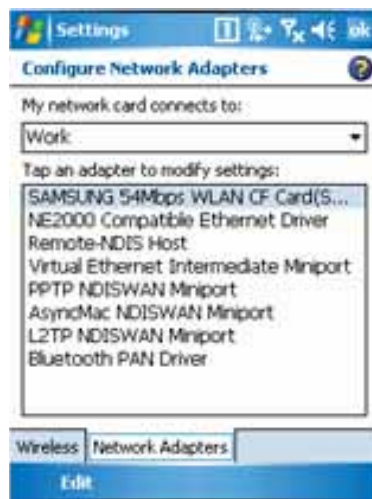 Settings
ok
Configure Network Adapters
?
My network card connects to:
Work
Tap an adapter to modify settings:
SAMSUNG 54Mbps WLAN CF Card(S...
NE2000 Compatible Ethernet Driver
Remote-NDIS Host
Virtual Ethernet Intermediate Miniport
PPTP NDISWAN Miniport
AsyncMac NDISWAN Miniport
L2TP NDISWAN Miniport
Bluetooth PAN Driver
Wireless Network Adapters
Edit